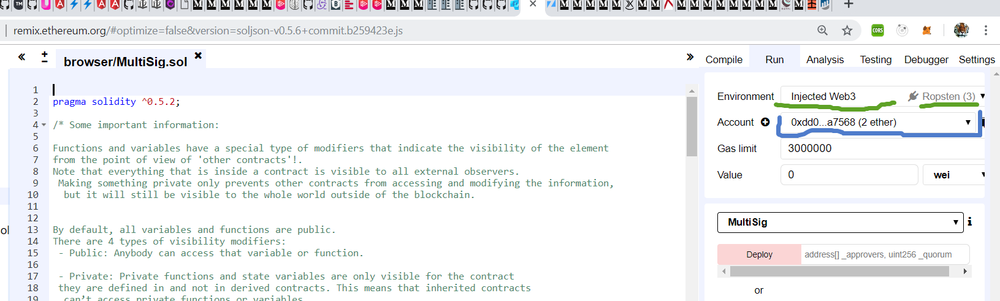 remix.ethereum.org/#optimize=false&version=soljson-v0.5.6+commit.b259423e.js
CORS
browser/MultiSig.sol
1
2 pragma solidity ^0.5.2;
3
4 /* Some important information:
5
6 Functions and variables have a special type of modifiers that indicate the visibility of the element
7 from the point of view of 'other contracts'!.
8 Note that everything that is inside a contract is visible to all external observers.
9 Making something private only prevents other contracts from accessing and modifying the information,
10 but it will still be visible to the whole world outside of the blockchain.
11
12
13 By default, all variables and functions are public.
14 There are 4 types of visibility modifiers:
15 - Public: Anybody can access that variable or function.
16
17 - Private: Private functions and state variables are only visible for the contract
18 they are defined in and not in derived contracts. This means that inherited contracts
19 can't access private functions or variables
Compile Run Analysis Testing Debugger Settings
Environment Injected Web3 Ropsten (3)
Account 0xdd0...a7568 (2 ether)
Gas limit 3000000
Value 0 wei
MultiSig
Deploy address[] _approvers, uint256 _quorum
or